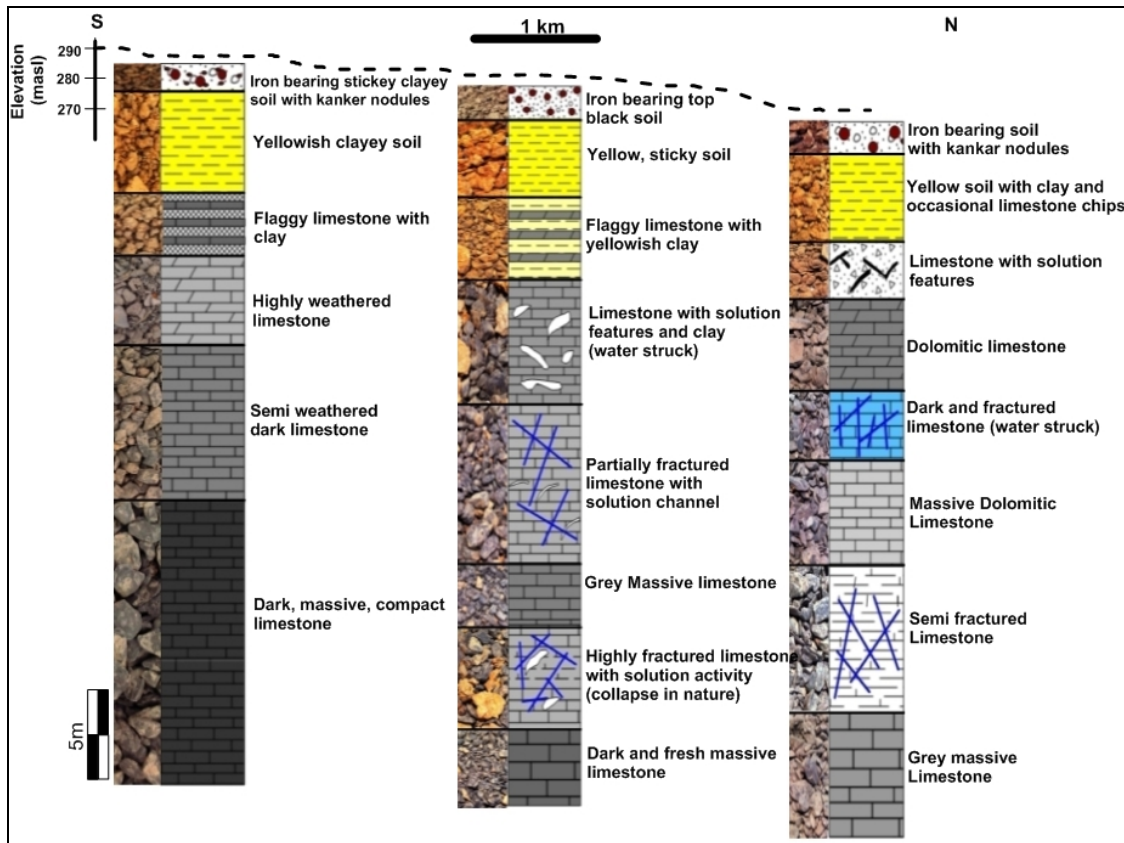 S
1 km
N
Elevation
(masl)
290
280
270
Iron bearing stickey clayey
soil with kanker nodules
Yellowish clayey soil
Flaggy limestone with
clay
Highly weathered
limestone
Semi weathered
dark limestone
Dark, massive, compact
limestone
5m
Iron bearing top
black soil
Yellow, sticky soil
Flaggy limestone with
yellowish clay
Limestone with solution
features and clay
(water struck)
Partially fractured
limestone with
solution channel
Grey Massive limestone
Highly fractured limestone
with solution activity
(collapse in nature)
Dark and fresh massive
limestone
Iron bearing soil
with kankar nodules
Yellow soil with clay and
occasional limestone chips
Limestone with solution
features
Dolomitic limestone
Dark and fractured
limestone (water struck)
Massive Dolomitic
Limestone
Semi fractured
Limestone
Grey massive
Limestone